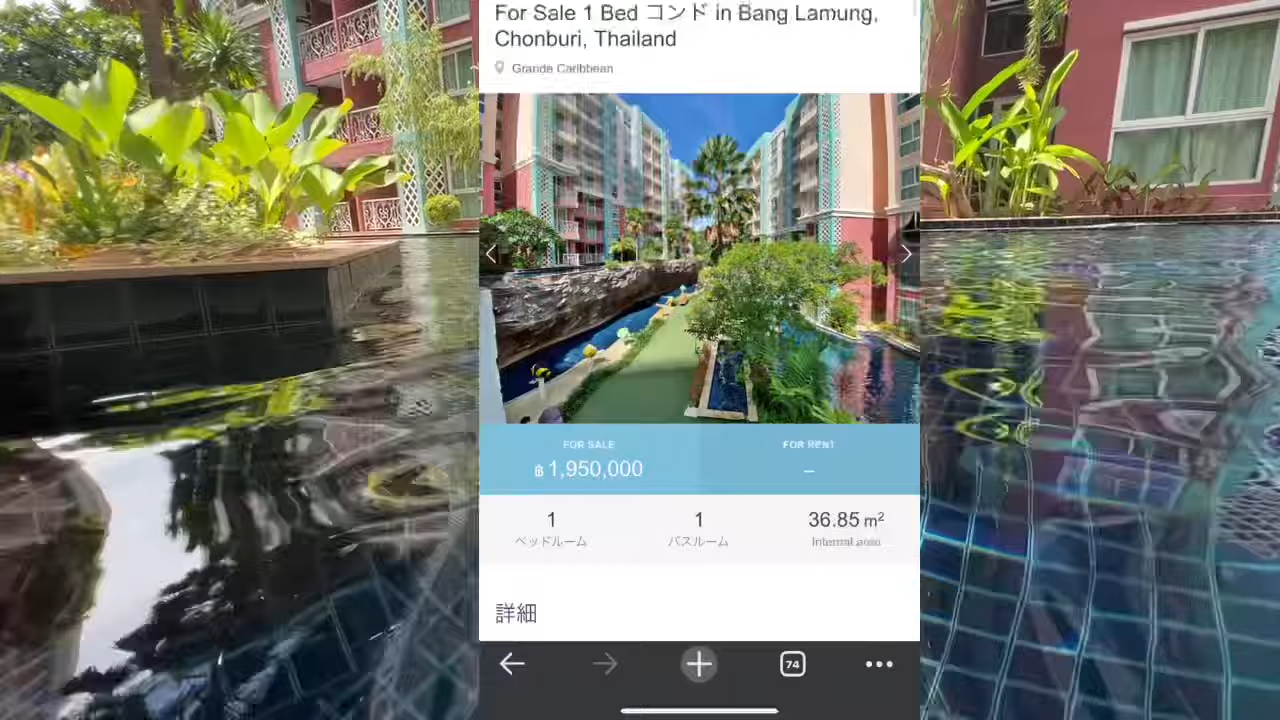 For Sale 1 Bed コンド in Bang Lamung,
Chonburi, Thailand
Grande Caribbean
FOR SALE
฿ 1,950,000
FOR RENT
–
1
ベッドルーム
1
バスルーム
36.85 m²
Internal area
詳細
74